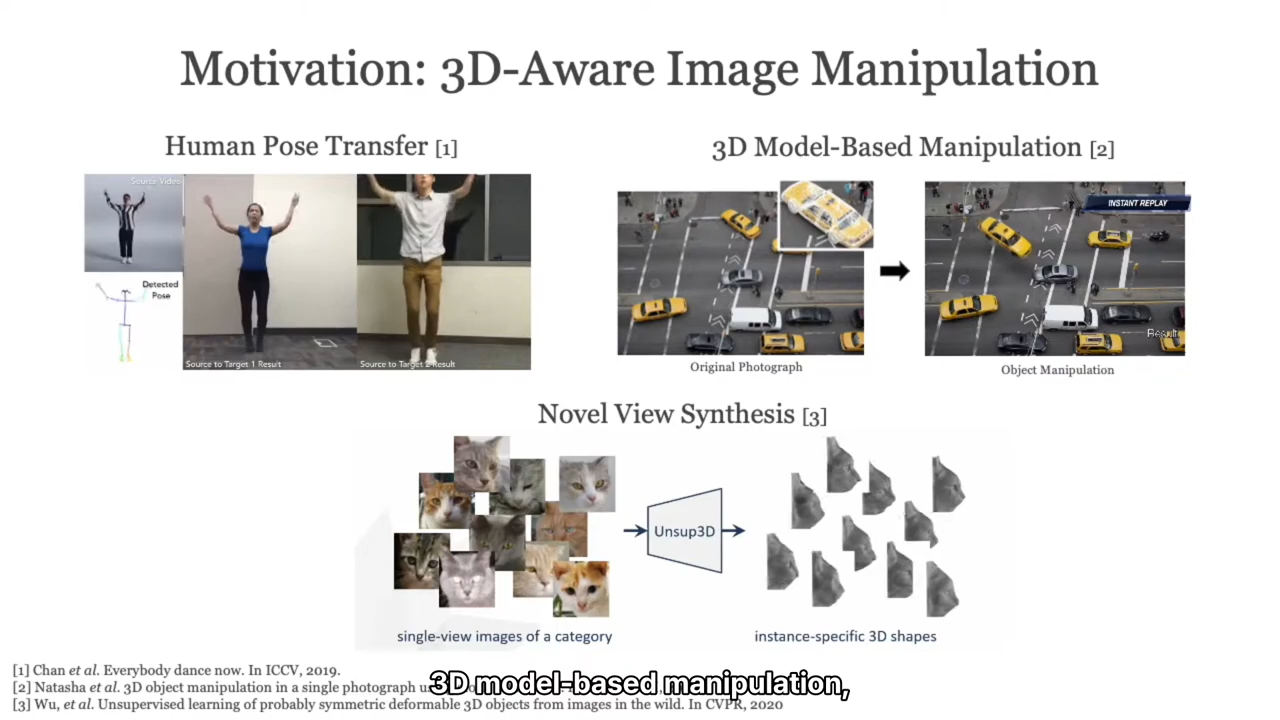 Motivation: 3D-Aware Image Manipulation
Human Pose Transfer [1]
3D Model-Based Manipulation [2]
Source Video
Detected
Pose
Source to Target 1 Result
Source to Target 2 Result
INSTANT REPLAY
Result
Original Photograph
Object Manipulation
Novel View Synthesis [3]
Unsup3D
single-view images of a category
instance-specific 3D shapes
[1] Chan et al. Everybody dance now. In ICCV, 2019.
[2] Natasha et al. 3D object manipulation in a single photograph
3D model-based manipulation,
[3] Wu, et al. Unsupervised learning of probably symmetric deformable 3D objects from images in the wild. In CVPR, 2020